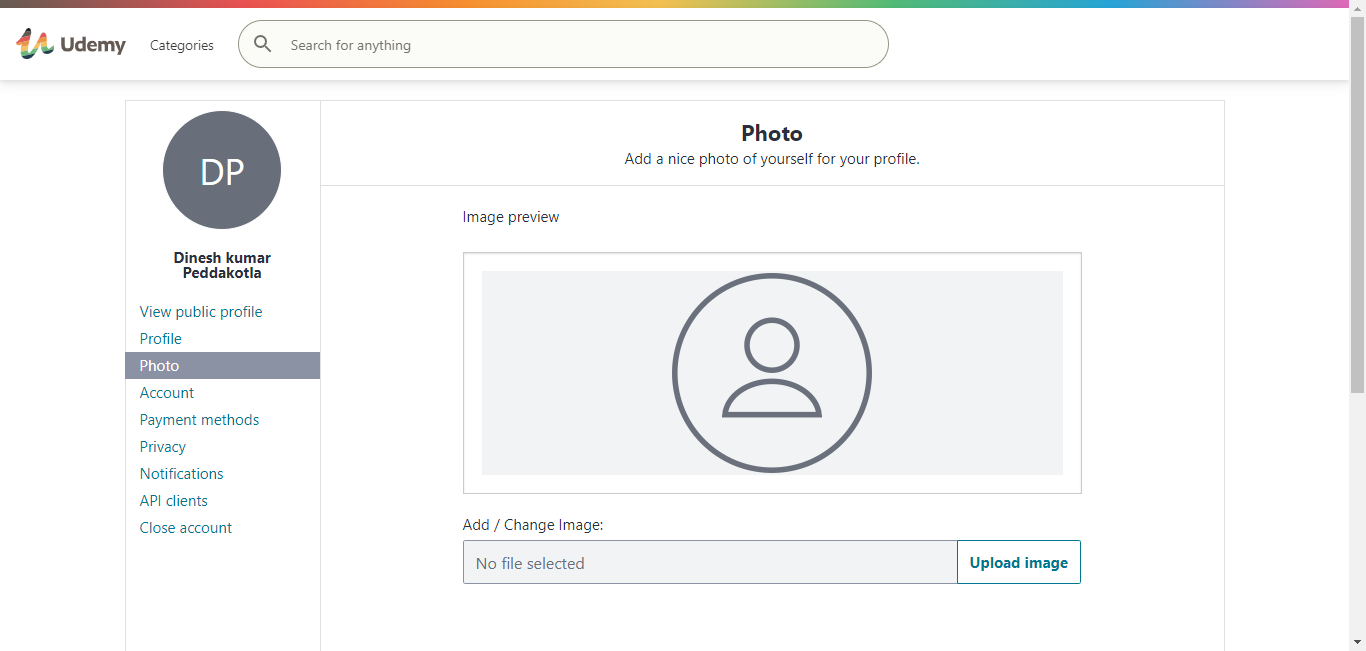 Udemy
Categories
Search for anything
DP
Dinesh kumar
Peddakotla
View public profile
Profile
Photo
Account
Payment methods
Privacy
Notifications
API clients
Close account
Photo
Add a nice photo of yourself for your profile.
Image preview
Add / Change Image:
No file selected
Upload image